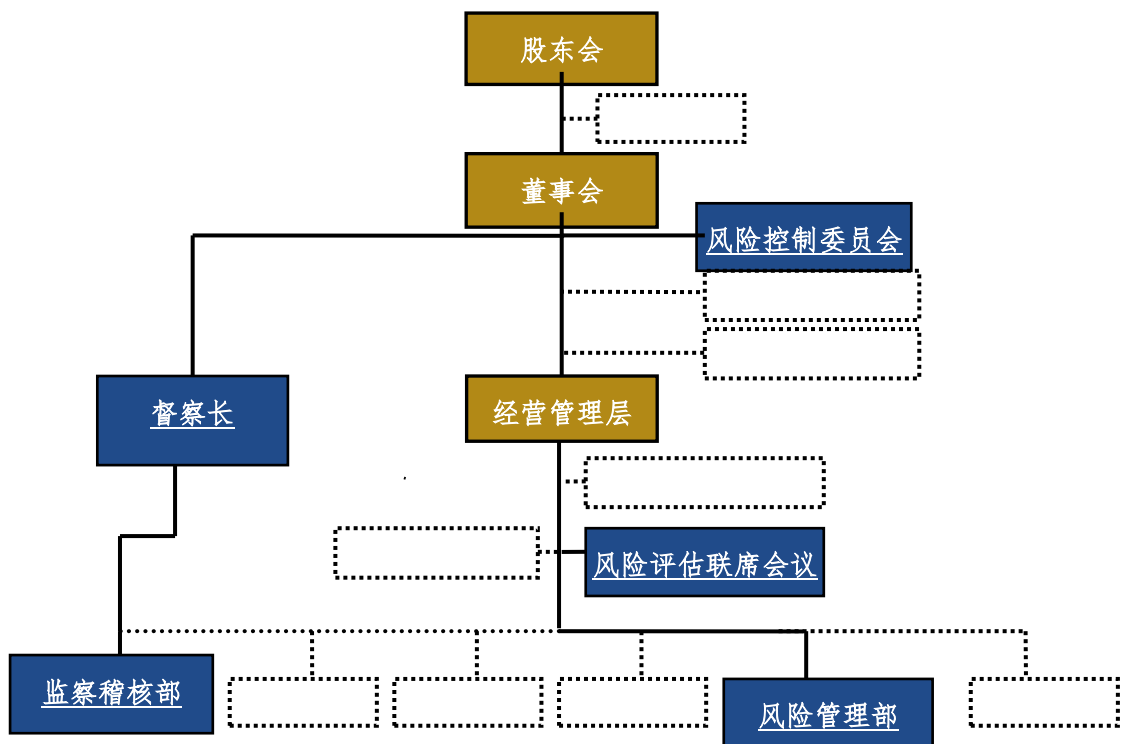 股东会
董事会
风险控制委员会
督察长
经营管理层
风险评估联席会议
监察稽核部
风险管理部